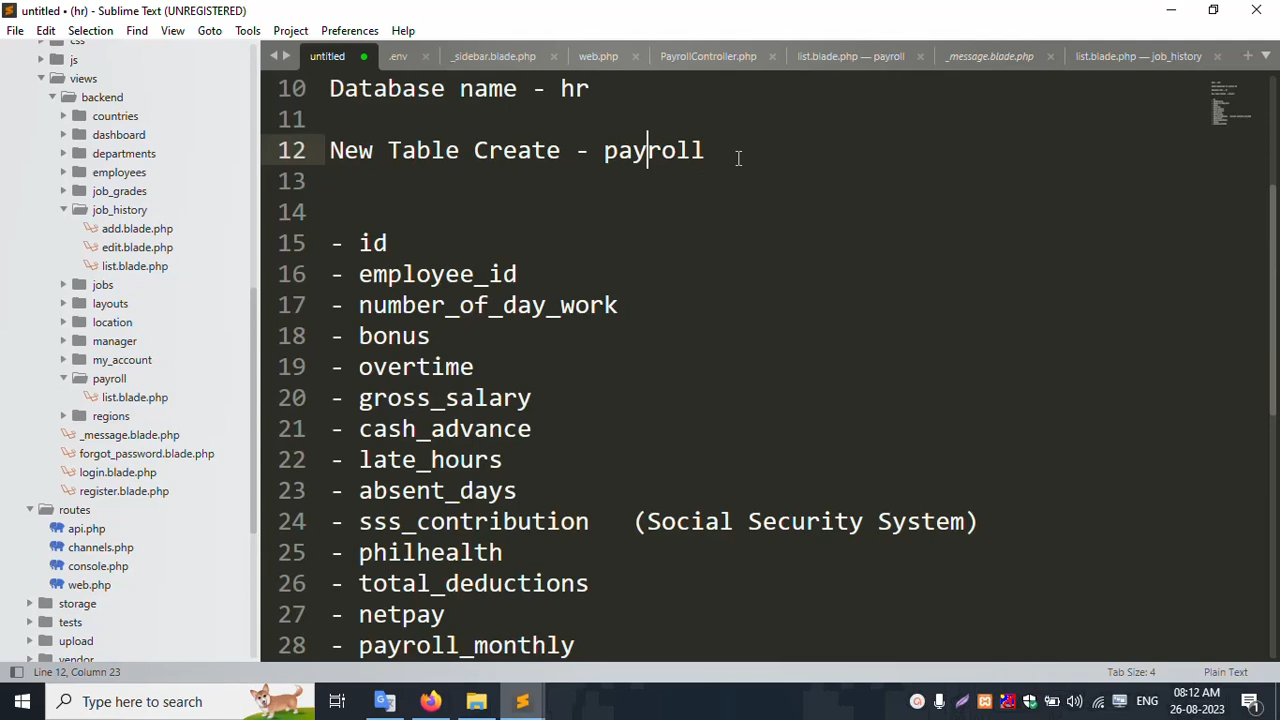 untitled • (hr) - Sublime Text (UNREGISTERED)
File Edit Selection Find View Goto Tools Project Preferences Help
css
js
views
backend
countries
dashboard
departments
employees
job_grades
job_history
add.blade.php
edit.blade.php
list.blade.php
jobs
layouts
location
manager
my_account
payroll
list.blade.php
regions
_message.blade.php
forgot_password.blade.php
login.blade.php
register.blade.php
routes
api.php
channels.php
console.php
web.php
storage
tests
upload
vendor
untitled .env _sidebar.blade.php web.php PayrollController.php list.blade.php — payroll _message.blade.php list.blade.php — job_history
10 Database name - hr
11
12 New Table Create - payroll
13
14
15 - id
16 - employee_id
17 - number_of_day_work
18 - bonus
19 - overtime
20 - gross_salary
21 - cash_advance
22 - late_hours
23 - absent_days
24 - sss_contribution (Social Security System)
25 - philhealth
26 - total_deductions
27 - netpay
28 - payroll_monthly
Line 12, Column 23 Tab Size: 4 Plain Text
Type here to search
ENG
08:12 AM
26-08-2023
1